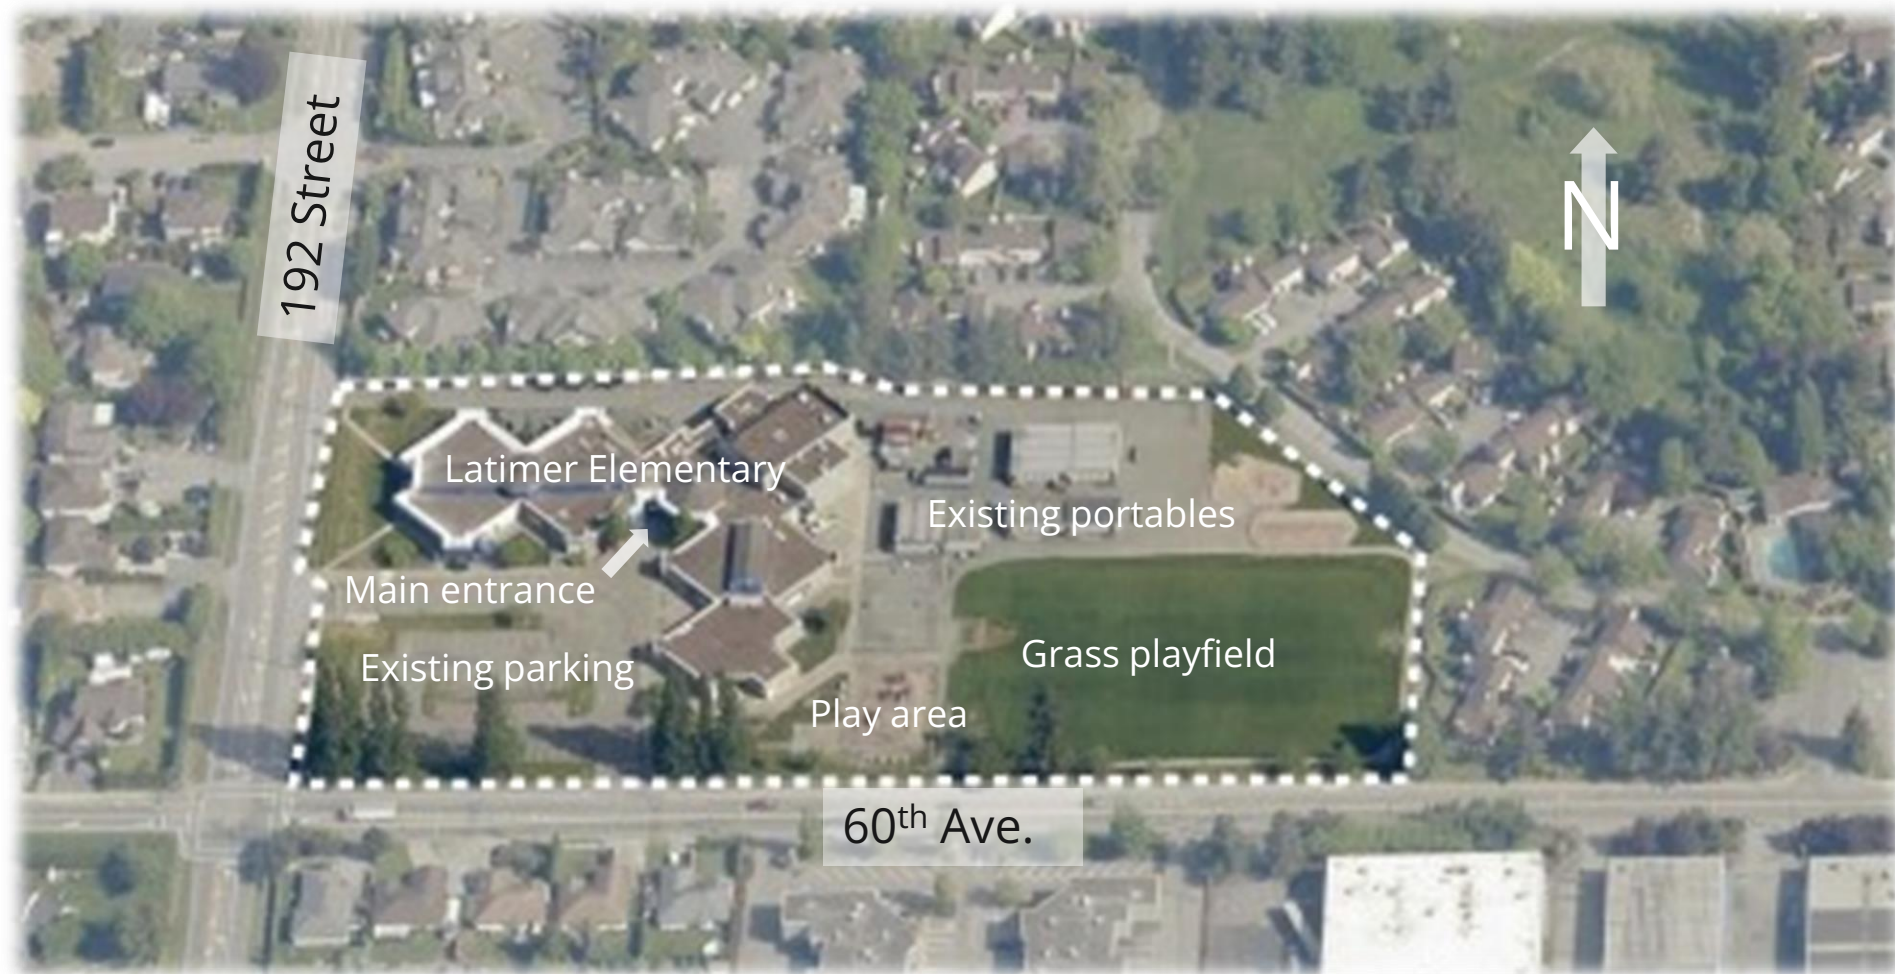 192 Street
N
Latimer Elementary
Existing portables
Main entrance
Grass playfield
Existing parking
Play area
60th Ave.